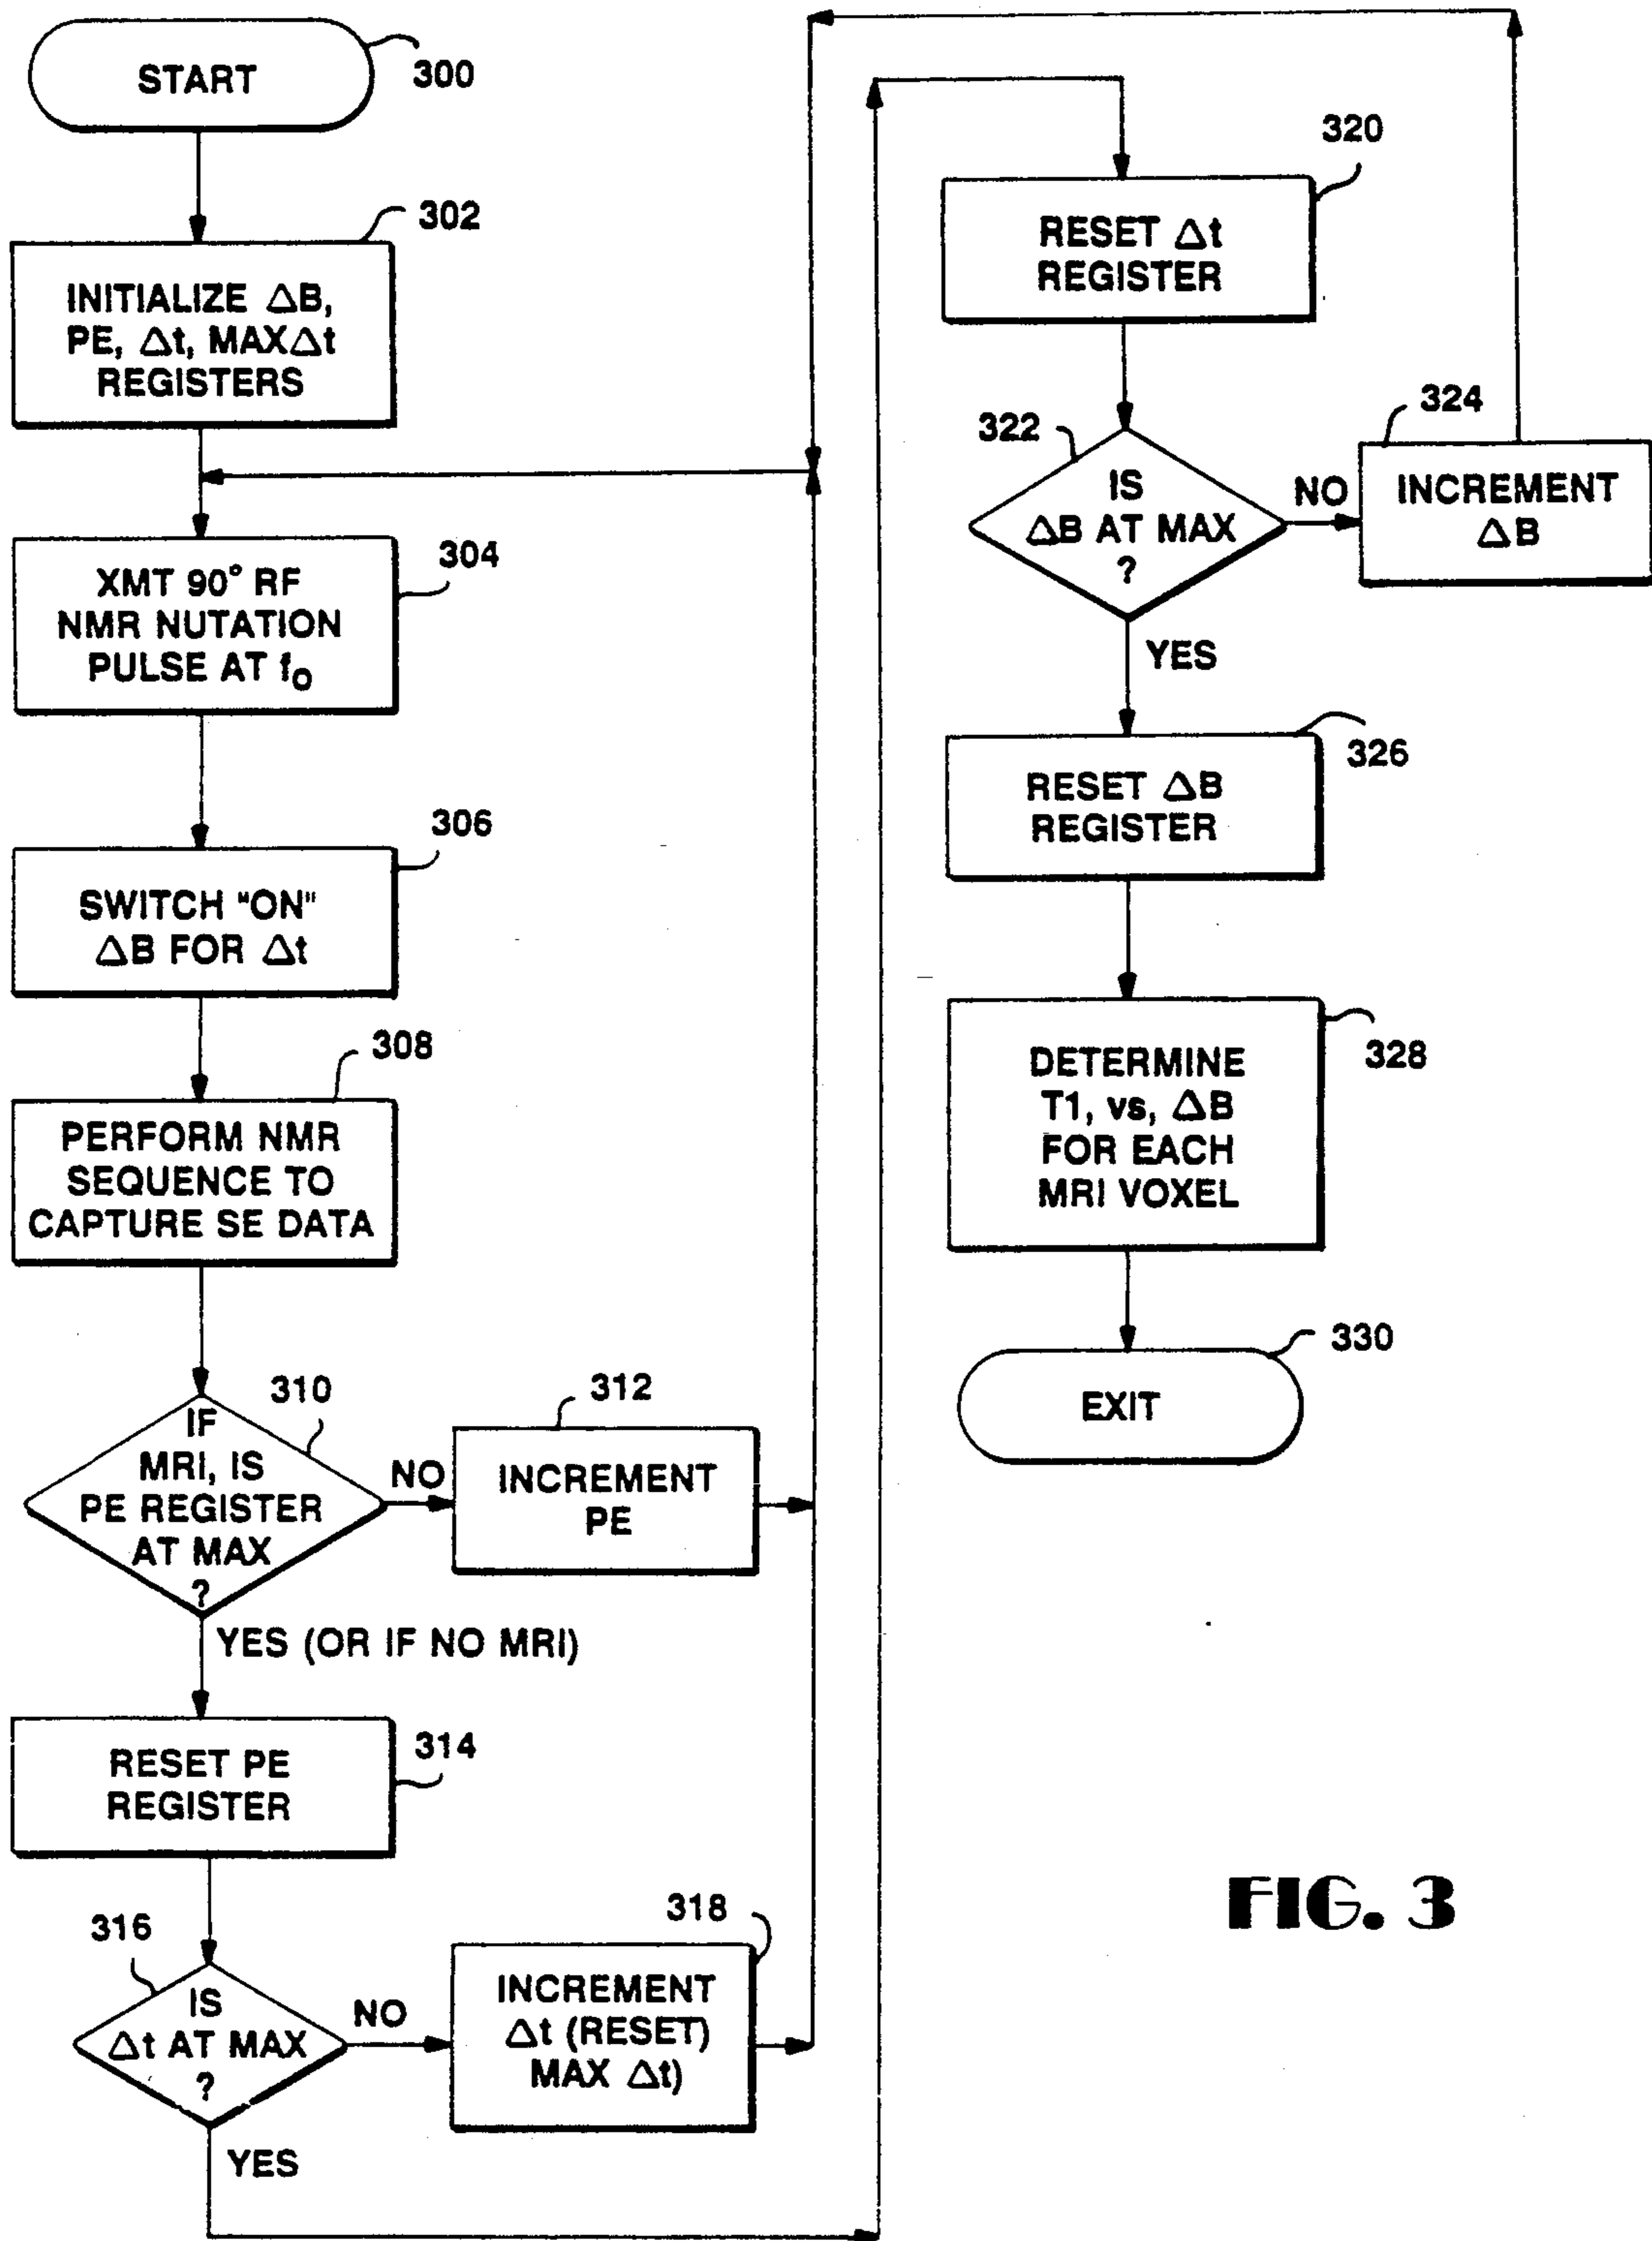 START
300
302
INITIALIZE ΔB,
PE, Δt, MAXΔt
REGISTERS
304
XMT 90° RF
NMR NUTATION
PULSE AT f₀
306
SWITCH "ON"
ΔB FOR Δt
308
PERFORM NMR
SEQUENCE TO
CAPTURE SE DATA
310
IF
MRI, IS
PE REGISTER
AT MAX
?
NO
312
INCREMENT
PE
YES (OR IF NO MRI)
314
RESET PE
REGISTER
316
IS
Δt AT MAX
?
NO
318
INCREMENT
Δt (RESET)
MAX Δt)
YES
320
RESET Δt
REGISTER
322
IS
ΔB AT MAX
?
NO
324
INCREMENT
ΔB
YES
326
RESET ΔB
REGISTER
328
DETERMINE
T1, vs, ΔB
FOR EACH
MRI VOXEL
330
EXIT
FIG. 3